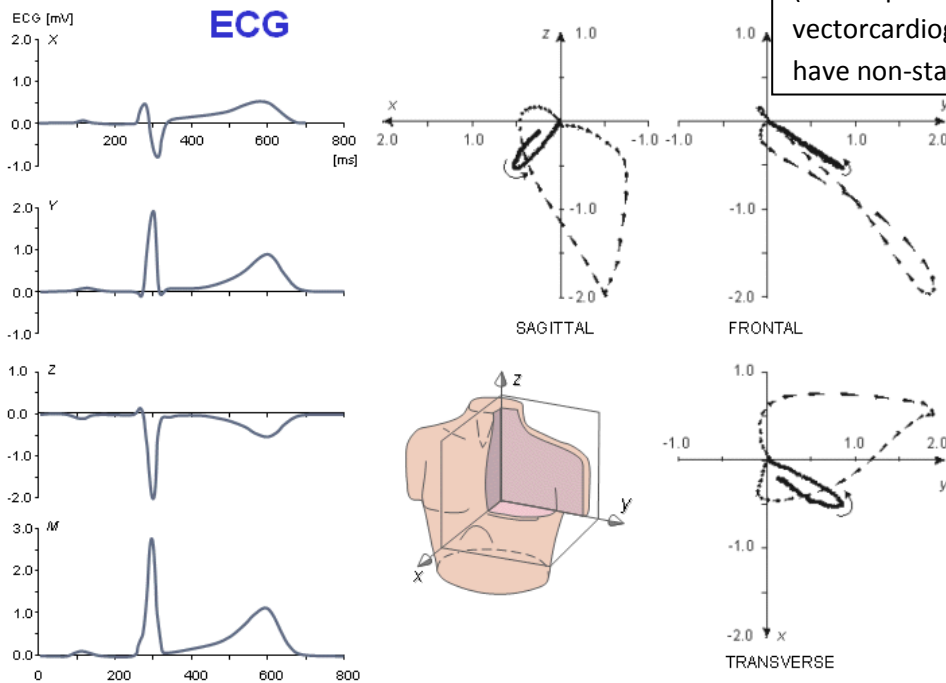 ECG [mV]
ECG
X
2.0
1.0
0.0
-1.0
200
400
600
800
[ms]
Y
2.0
1.0
0.0
-1.0
Z
1.0
0.0
-1.0
-2.0
M
3.0
2.0
1.0
0.0
0
200
400
600
800
z
1.0
x
2.0
1.0
-1.0
-1.0
-2.0
SAGITTAL
vectorcardiog
have non-sta
1.0
y
-1.0
1.0
2.0
-1.0
-2.0
FRONTAL
z
y
x
1.0
-1.0
1.0
2.0
y
-1.0
-2.0
x
TRANSVERSE